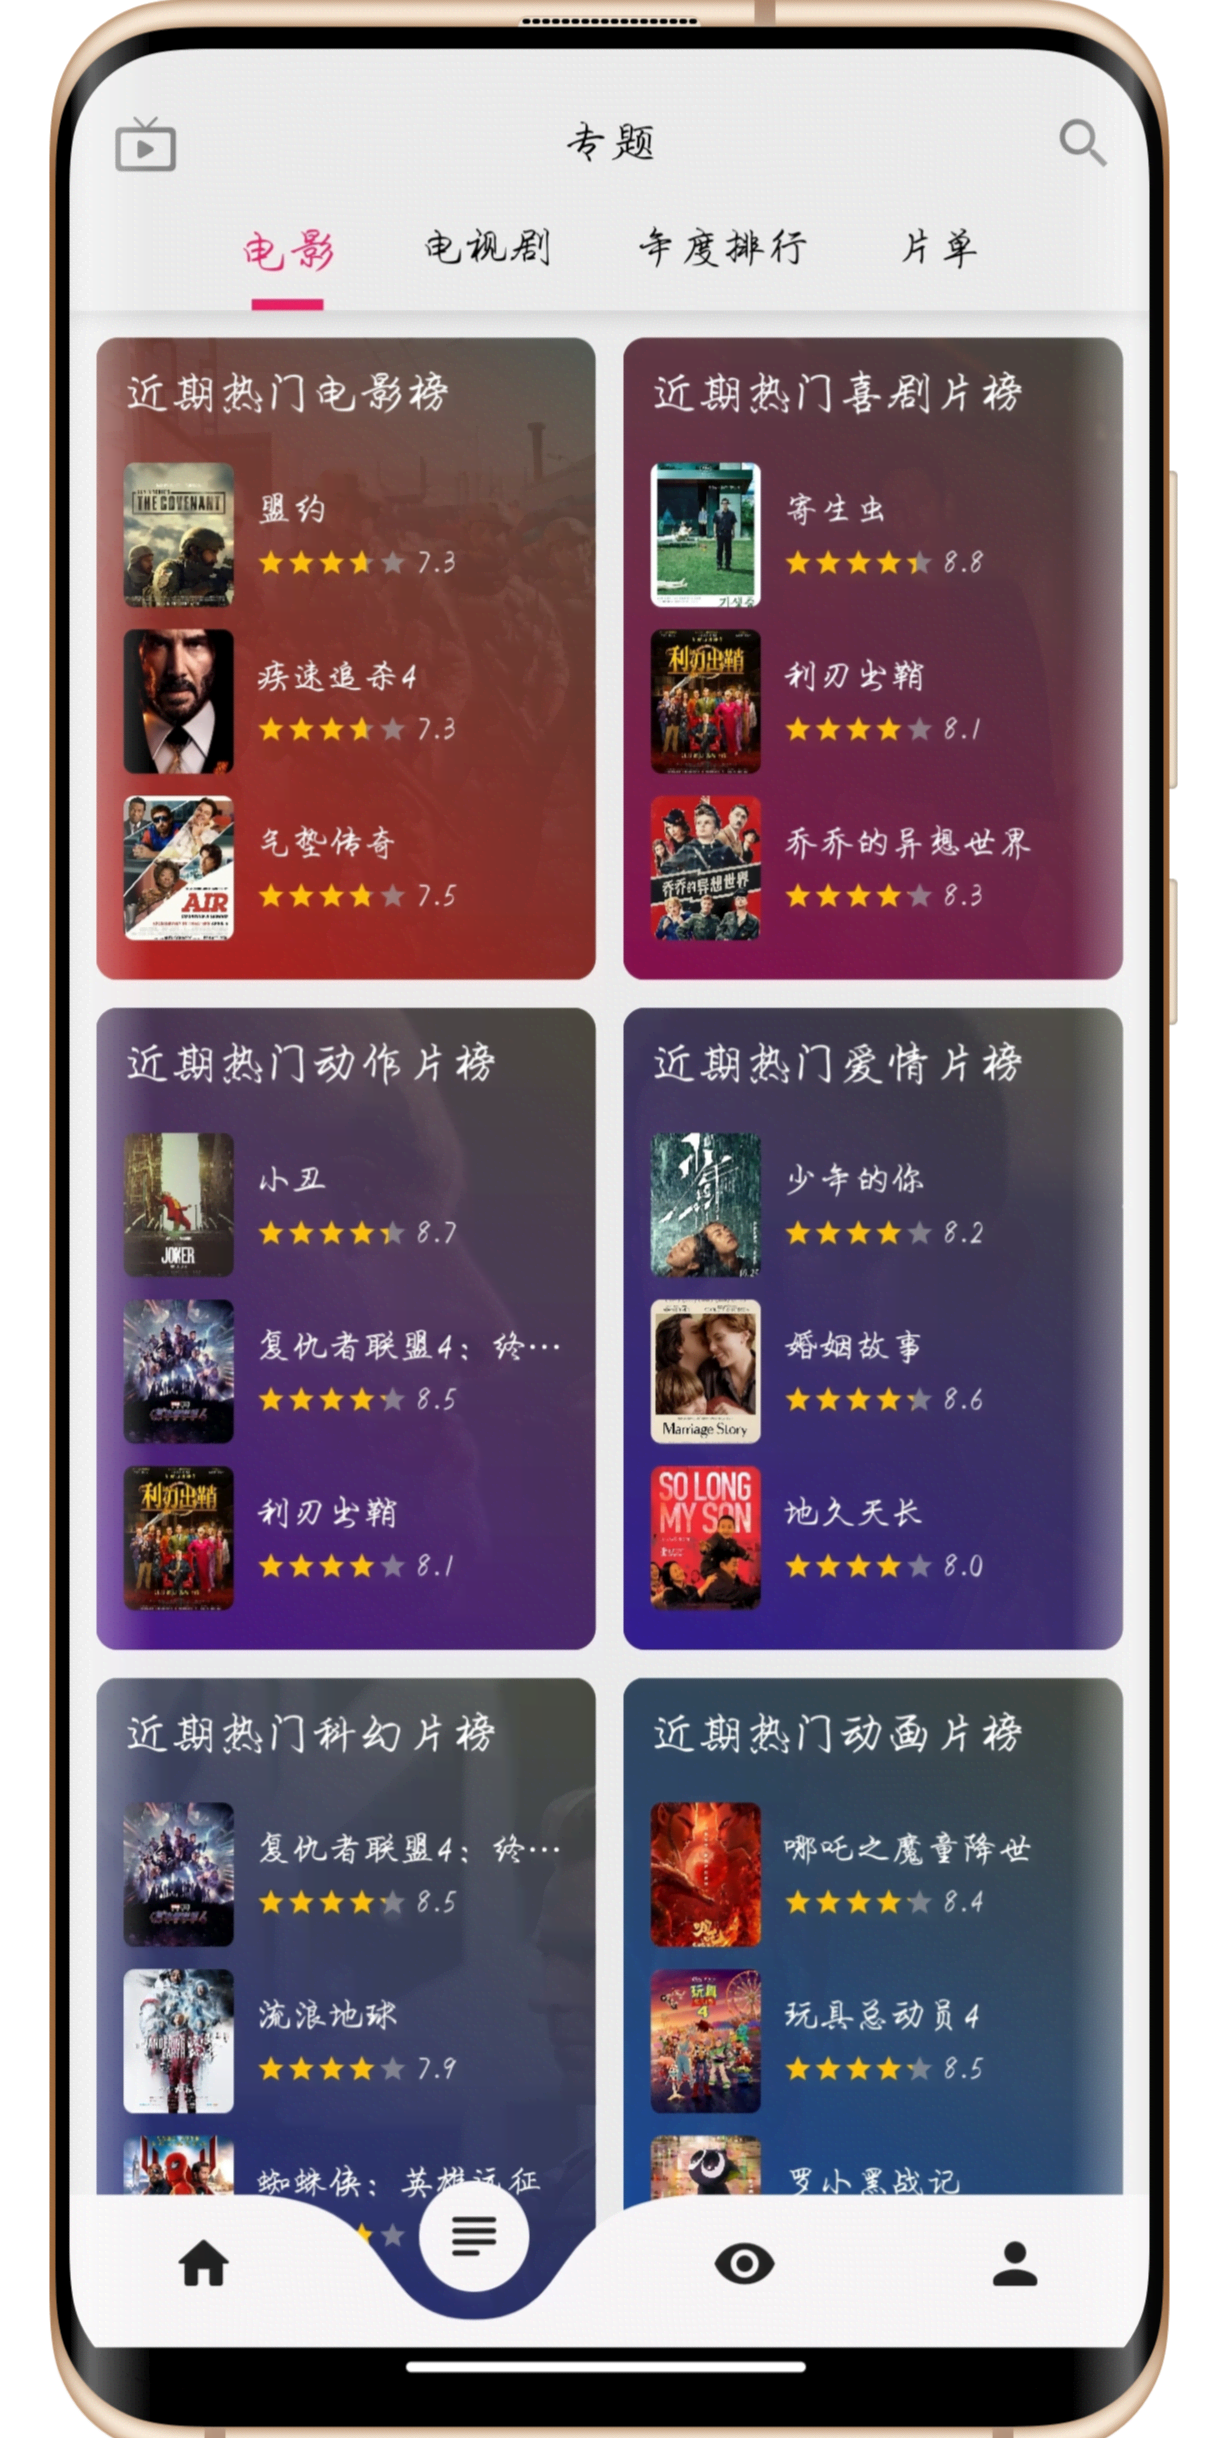 专题
电影 电视剧 年度排行 片单
近期热门电影榜
THE COVENANT
盟约
7.3
疾速追杀4
7.3
AIR
气垫传奇
7.5
近期热门喜剧片榜
기생충
寄生虫
8.8
利刃出鞘
利刃出鞘
8.1
乔乔的异想世界
乔乔的异想世界
8.3
近期热门动作片榜
JOKER
小丑
8.7
复仇者联盟4：终…
8.5
利刃出鞘
利刃出鞘
8.1
近期热门爱情片榜
少年的你
8.2
Marriage Story
婚姻故事
8.6
SO LONG
MY SON
地久天长
8.0
近期热门科幻片榜
复仇者联盟4：终…
8.5
流浪地球
7.9
蜘蛛侠：英雄远征
近期热门动画片榜
哪吒之魔童降世
8.4
玩具
4
玩具总动员4
8.5
罗小黑战记